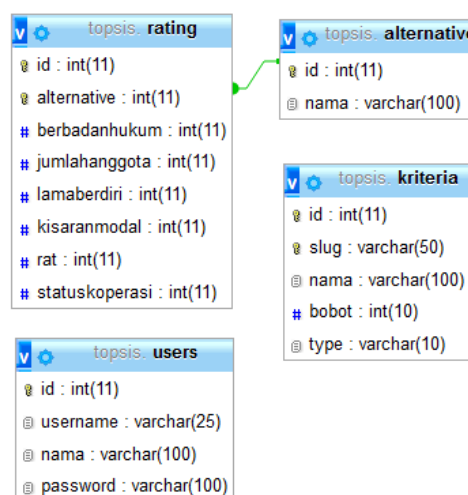 topsis. rating
id : int(11)
alternative : int(11)
# berbadanhukum : int(11)
# jumlahanggota : int(11)
# lamaberdiri : int(11)
# kisaranmodal : int(11)
# rat : int(11)
# statuskoperasi : int(11)
topsis. alternative
id : int(11)
nama : varchar(100)
topsis. kriteria
id : int(11)
slug : varchar(50)
nama : varchar(100)
# bobot : int(10)
type : varchar(10)
topsis. users
id : int(11)
username : varchar(25)
nama : varchar(100)
password : varchar(100)